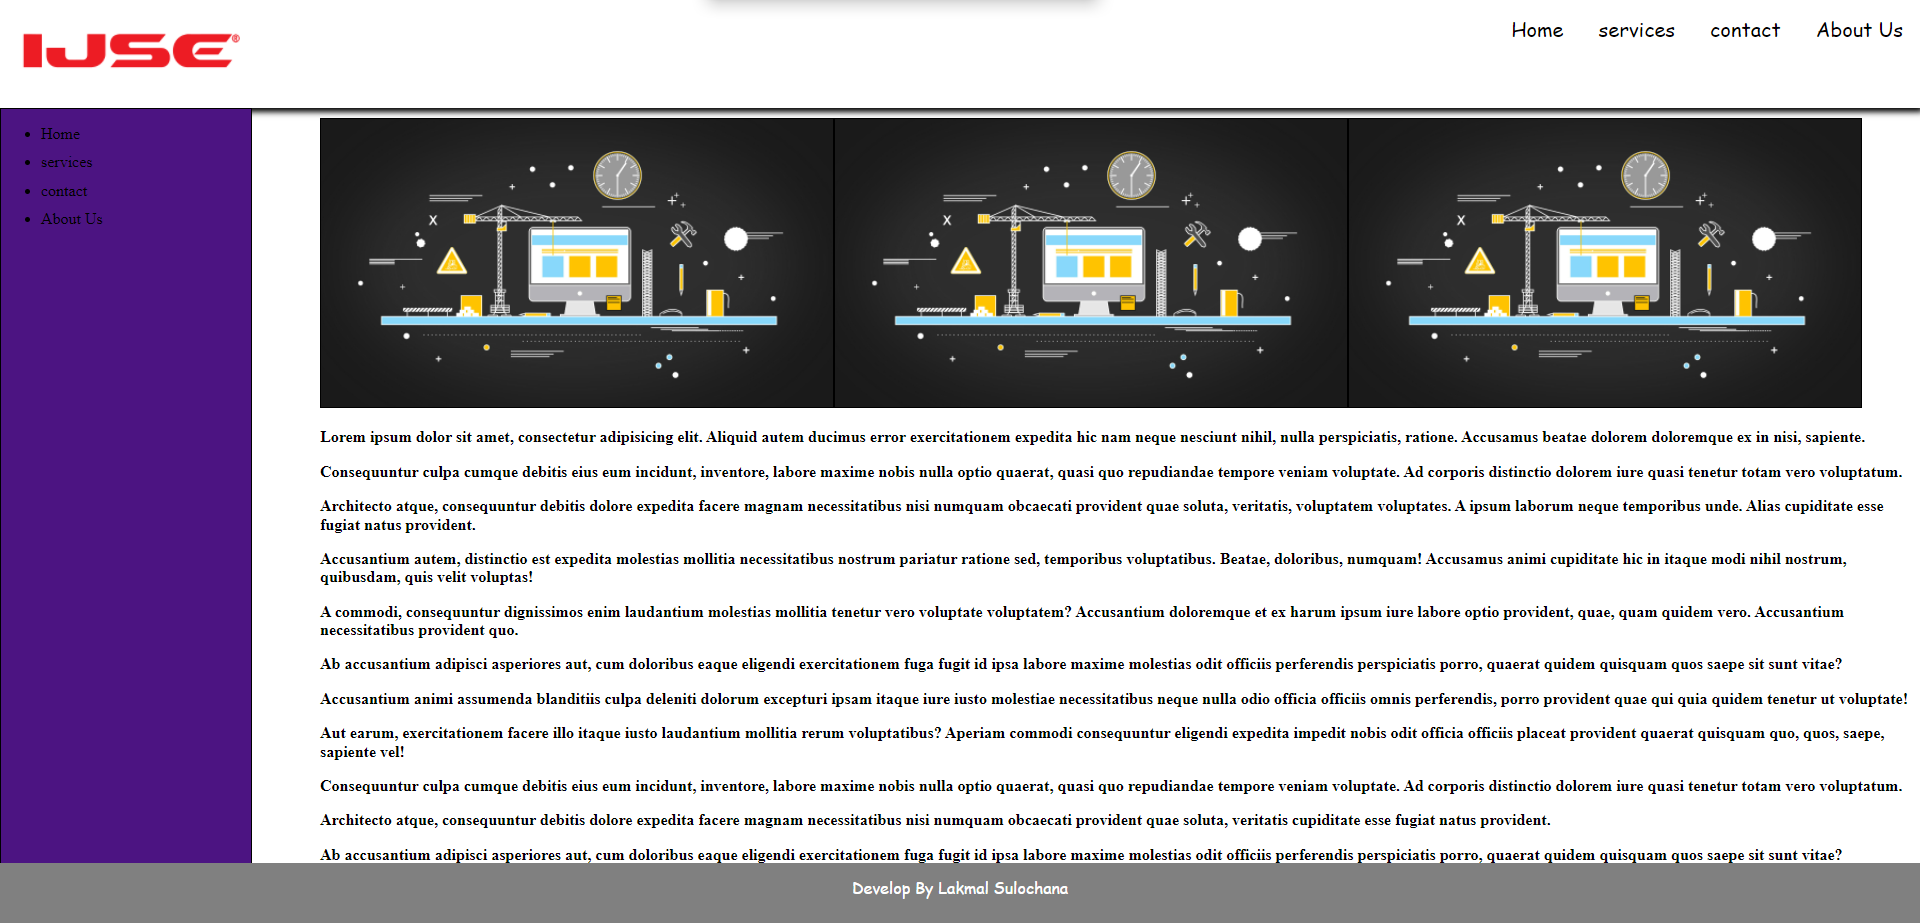 IJSE®
Home services contact About Us
Home
services
contact
About Us
Lorem ipsum dolor sit amet, consectetur adipisicing elit. Aliquid autem ducimus error exercitationem expedita hic nam neque nesciunt nihil, nulla perspiciatis, ratione. Accusamus beatae dolorem doloremque ex in nisi, sapiente.
Consequuntur culpa cumque debitis eius eum incidunt, inventore, labore maxime nobis nulla optio quaerat, quasi quo repudiandae tempore veniam voluptate. Ad corporis distinctio dolorem iure quasi tenetur totam vero voluptatum.
Architecto atque, consequuntur debitis dolore expedita facere magnam necessitatibus nisi numquam obcaecati provident quae soluta, veritatis, voluptatem voluptates. A ipsum laborum neque temporibus unde. Alias cupiditate esse
fugiat natus provident.
Accusantium autem, distinctio est expedita molestias mollitia necessitatibus nostrum pariatur ratione sed, temporibus voluptatibus. Beatae, doloribus, numquam! Accusamus animi cupiditate hic in itaque modi nihil nostrum,
quibusdam, quis velit voluptas!
A commodi, consequuntur dignissimos enim laudantium molestias mollitia tenetur vero voluptate voluptatem? Accusantium doloremque et ex harum ipsum iure labore optio provident, quae, quam quidem vero. Accusantium
necessitatibus provident quo.
Ab accusantium adipisci asperiores aut, cum doloribus eaque eligendi exercitationem fuga fugit id ipsa labore maxime molestias odit officiis perferendis perspiciatis porro, quaerat quidem quisquam quos saepe sit sunt vitae?
Accusantium animi assumenda blanditiis culpa deleniti dolorum excepturi ipsam itaque iure iusto molestiae necessitatibus neque nulla odio officia officiis omnis perferendis, porro provident quae qui quia quidem tenetur ut voluptate!
Aut earum, exercitationem facere illo itaque iusto laudantium mollitia rerum voluptatibus? Aperiam commodi consequuntur eligendi expedita impedit nobis odit officia officiis placeat provident quaerat quisquam quo, quos, saepe,
sapiente vel!
Consequuntur culpa cumque debitis eius eum incidunt, inventore, labore maxime nobis nulla optio quaerat, quasi quo repudiandae tempore veniam voluptate. Ad corporis distinctio dolorem iure quasi tenetur totam vero voluptatum.
Architecto atque, consequuntur debitis dolore expedita facere magnam necessitatibus nisi numquam obcaecati provident quae soluta, veritatis cupiditate esse fugiat natus provident.
Ab accusantium adipisci asperiores aut, cum doloribus eaque eligendi exercitationem fuga fugit id ipsa labore maxime molestias odit officiis perferendis perspiciatis porro, quaerat quidem quisquam quos saepe sit sunt vitae?
Develop By Lakmal Sulochana